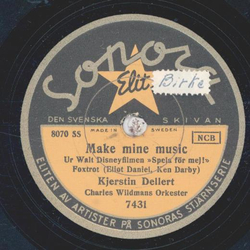 Sonora
Elit. Birke
DEN SVENSKA SKIVAN
8070 SS
MADE IN SWEDEN
NCB
Make mine music
Ur Walt Disneyfilmen »Spela för mej!»
Foxtrot (Eliot Daniel, Ken Darby)
Kjerstin Dellert
Charles Wildmans Orkester
7431
ELITEN AV ARTISTER PÅ SONORAS STJÄRNSERIE